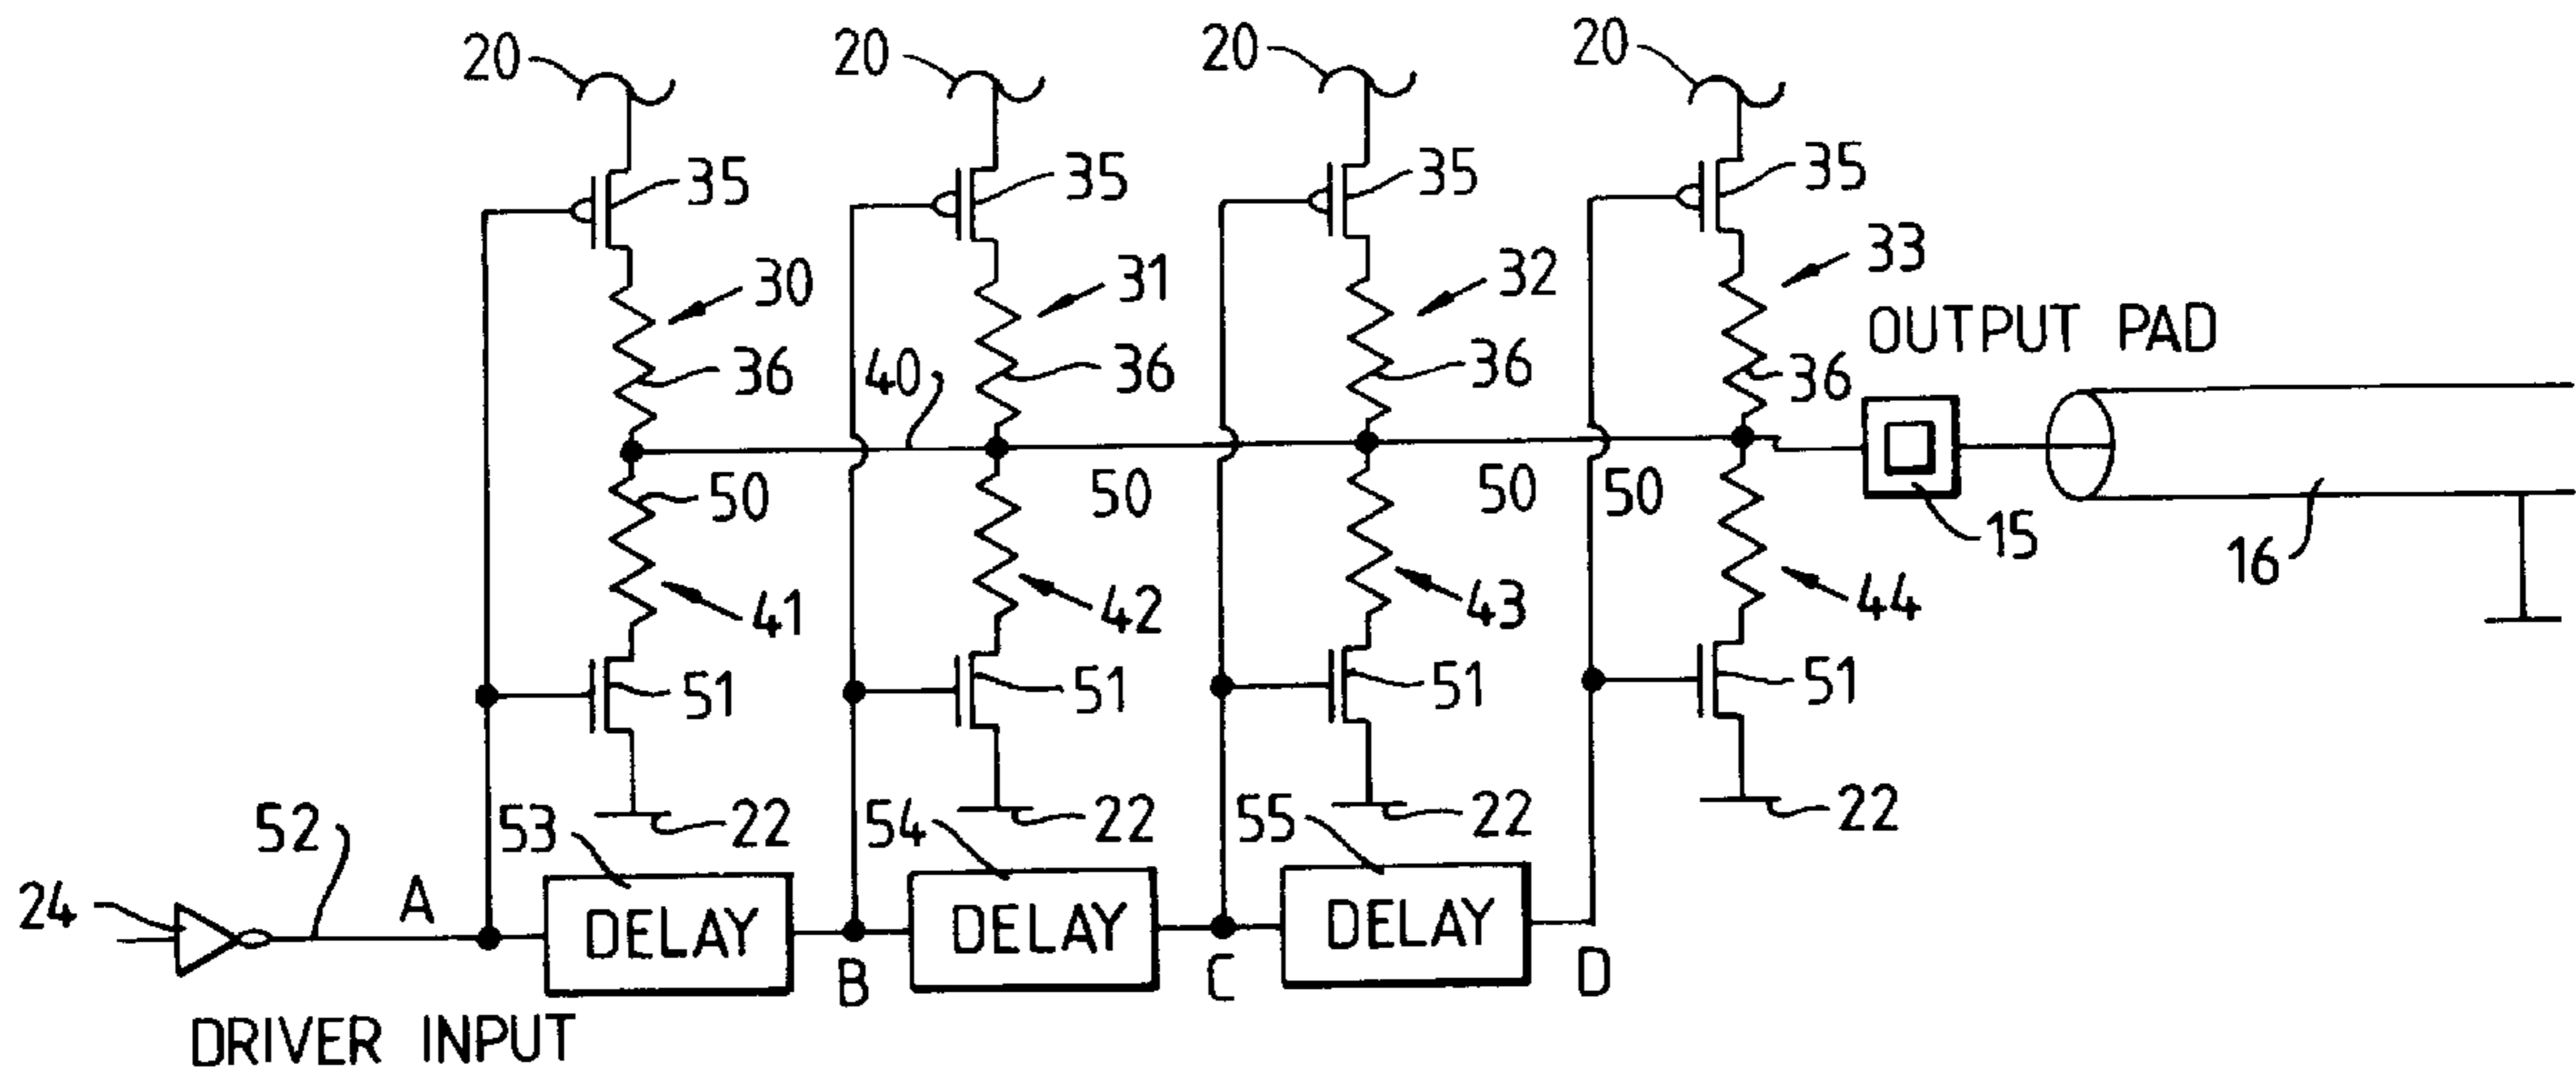 20 20 20 20
35 35 35 35
30 31 32 33
OUTPUT PAD
36 40 36 36 36
50 50 50 50
15
16
41 42 43 44
51 51 51 51
22 22 22 22
52 53 54 55
24 A DELAY DELAY DELAY
B C D
DRIVER INPUT